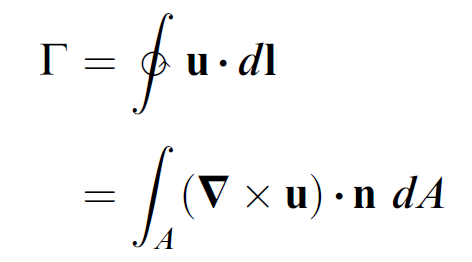 Γ = ∮ 𝐮 · d𝐥
= ∫_A (∇ × 𝐮) · 𝐧 dA